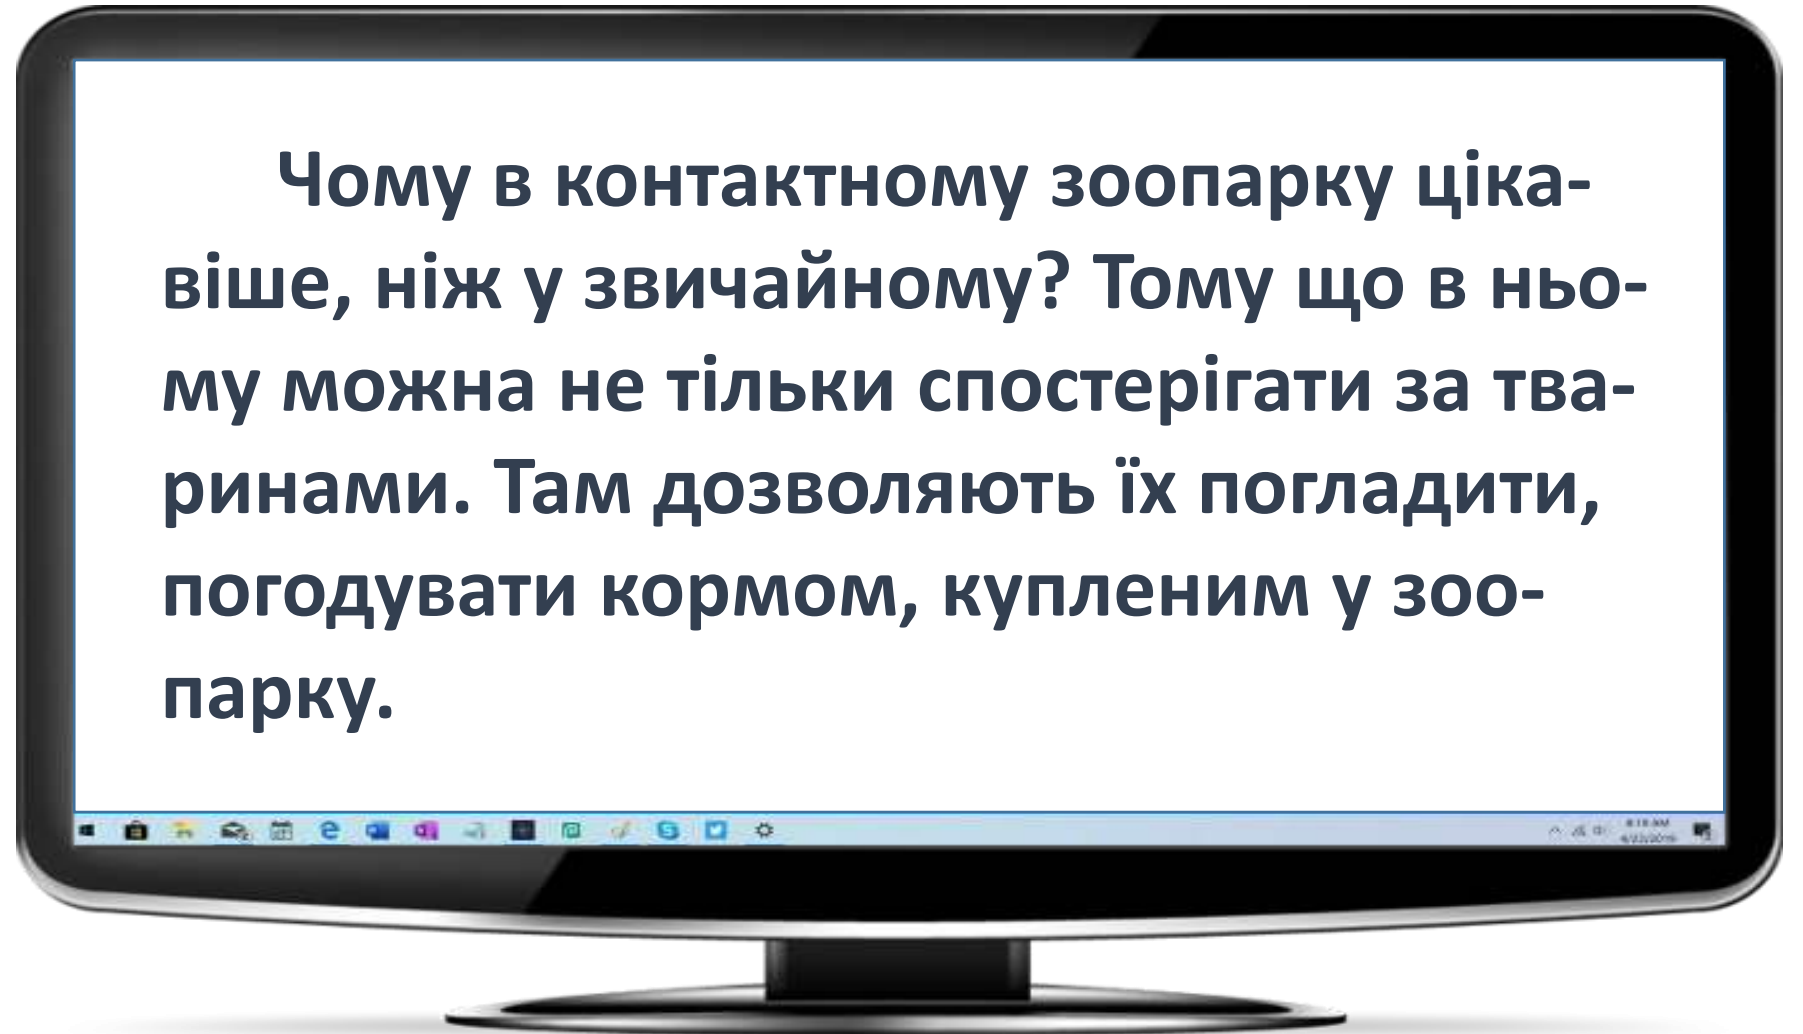 Чому в контактному зоопарку ціка-
віше, ніж у звичайному? Тому що в ньо-
му можна не тільки спостерігати за тва-
ринами. Там дозволяють їх погладити,
погодувати кормом, купленим у зоо-
парку.